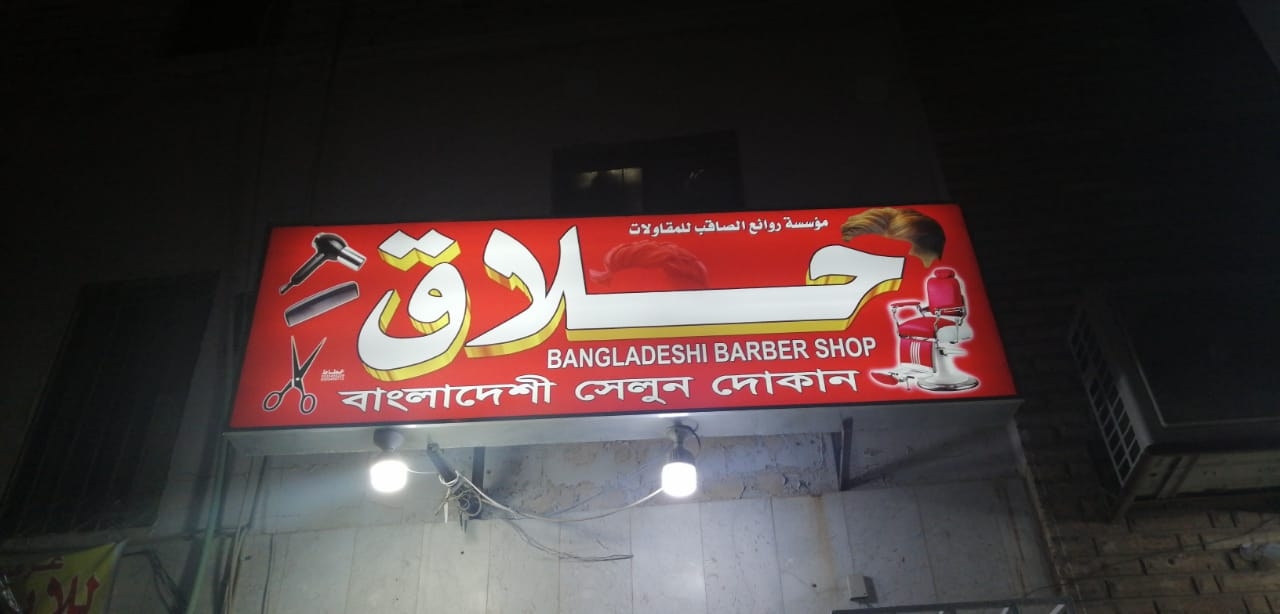 مؤسسة روائع الصاقب للمقاولات
حلاق
BANGLADESHI BARBER SHOP
বাংলাদেশী সেলুন দোকান